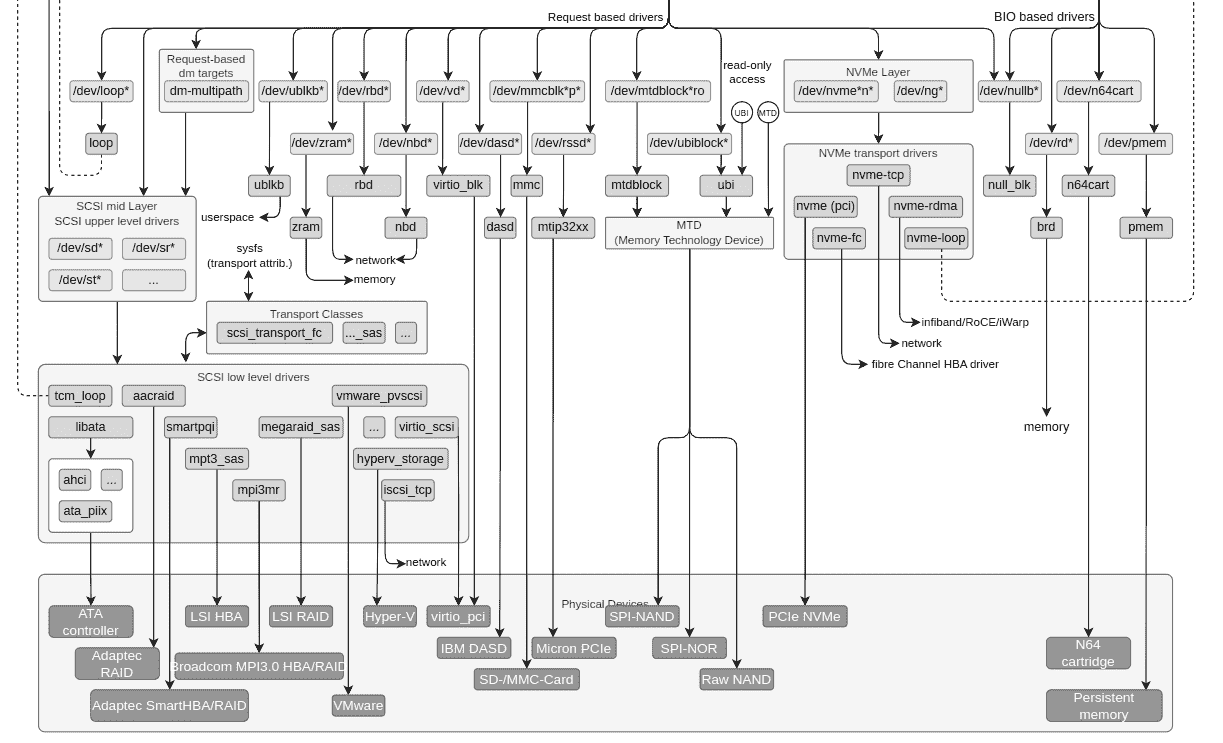 Request based drivers
BIO based drivers
Request-based
dm targets
dm-multipath
read-only
access
NVMe Layer
/dev/nvme*n*
/dev/ng*
/dev/loop*
/dev/ublkb*
/dev/rbd*
/dev/vd*
/dev/mmcblk*p*
/dev/mtdblock*ro
/dev/nullb*
/dev/n64cart
UBI
MTD
loop
/dev/zram*
/dev/nbd*
/dev/dasd*
/dev/rssd*
/dev/ubiblock*
/dev/rd*
/dev/pmem
NVMe transport drivers
nvme-tcp
nvme (pci)
nvme-rdma
nvme-fc
nvme-loop
ublkb
rbd
virtio_blk
mmc
mtdblock
ubi
null_blk
n64cart
SCSI mid Layer
SCSI upper level drivers
/dev/sd*
/dev/sr*
/dev/st*
...
userspace
zram
nbd
dasd
mtip32xx
MTD
(Memory Technology Device)
brd
pmem
sysfs
(transport attrib.)
network
memory
Transport Classes
scsi_transport_fc
..._sas
...
infiband/RoCE/iWarp
network
fibre Channel HBA driver
memory
SCSI low level drivers
tcm_loop
aacraid
vmware_pvscsi
libata
smartpqi
megaraid_sas
...
virtio_scsi
mpt3_sas
hyperv_storage
ahci
...
mpi3mr
iscsi_tcp
ata_piix
network
Physical Devices
ATA
controller
LSI HBA
LSI RAID
Hyper-V
virtio_pci
SPI-NAND
PCIe NVMe
IBM DASD
Micron PCIe
SPI-NOR
N64
cartridge
Adaptec
RAID
Broadcom MPI3.0 HBA/RAID
SD-/MMC-Card
Raw NAND
Adaptec SmartHBA/RAID
VMware
Persistent
memory